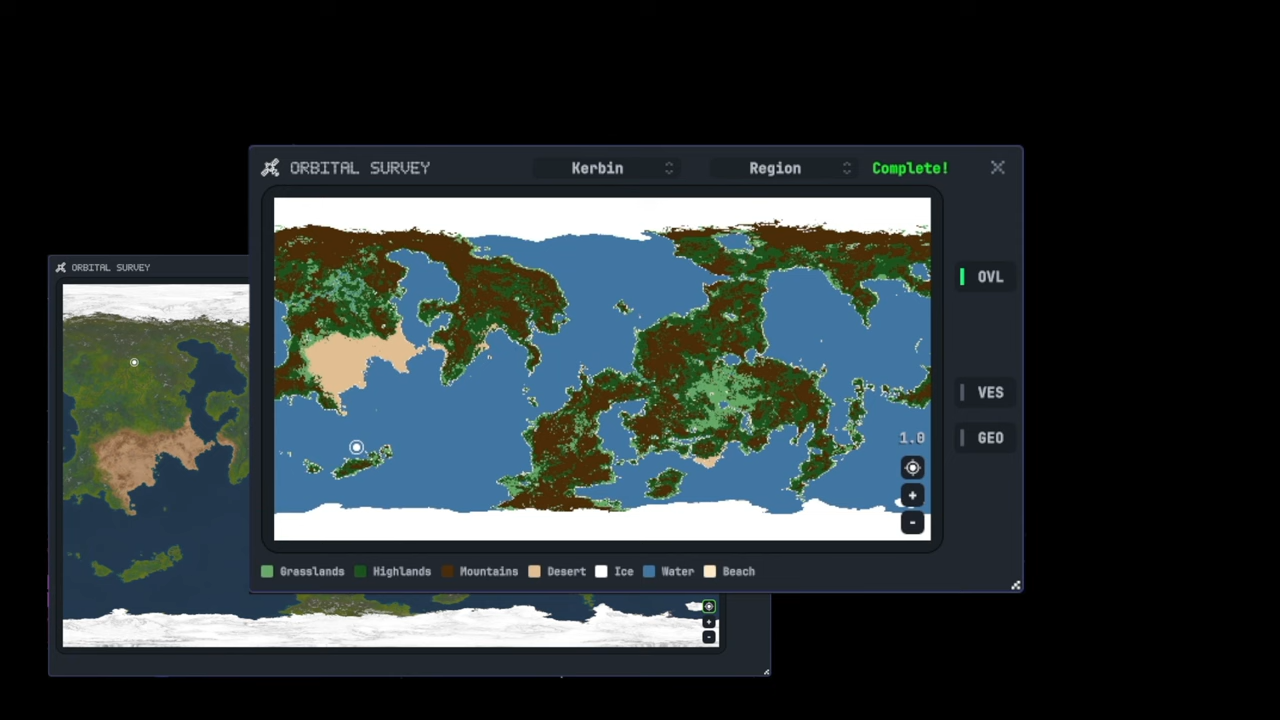 ORBITAL SURVEY
Kerbin
Region
Complete!
ORBITAL SURVEY
OVL
VES
GEO
1.0
+
-
Grasslands Highlands Mountains Desert Ice Water Beach
+
-